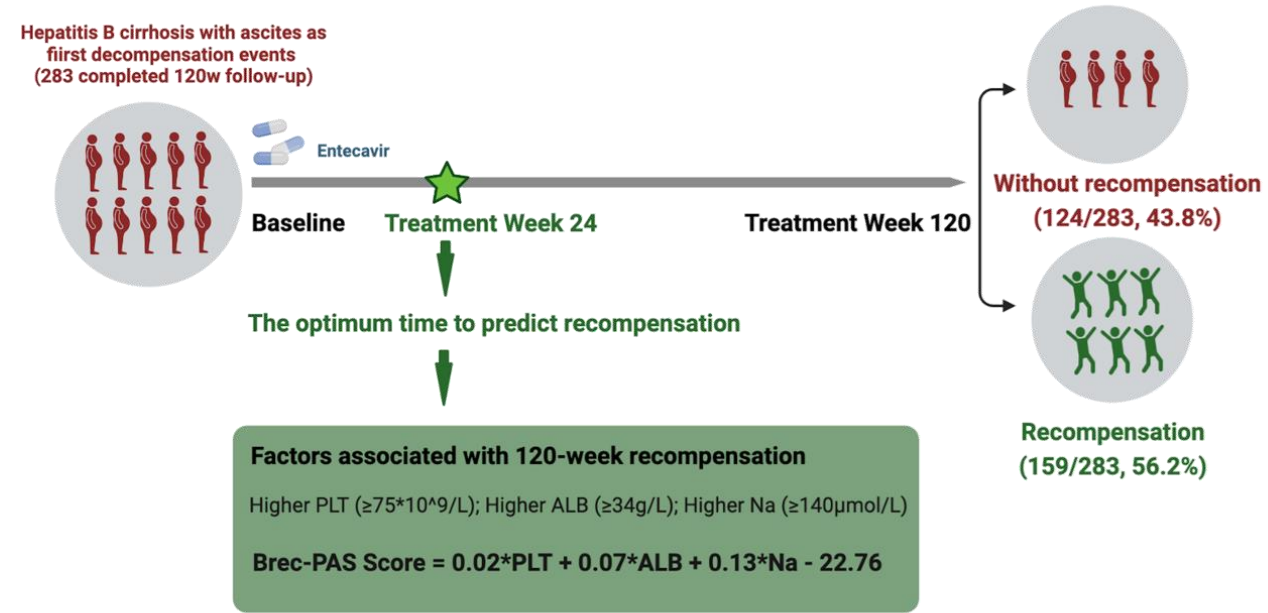 Hepatitis B cirrhosis with ascites as
fiirst decompensation events
(283 completed 120w follow-up)
Entecavir
Baseline
Treatment Week 24
Treatment Week 120
Without recompensation
(124/283, 43.8%)
The optimum time to predict recompensation
Recompensation
(159/283, 56.2%)
Factors associated with 120-week recompensation
Higher PLT (≥75*10^9/L); Higher ALB (≥34g/L); Higher Na (≥140μmol/L)
Brec-PAS Score = 0.02*PLT + 0.07*ALB + 0.13*Na - 22.76